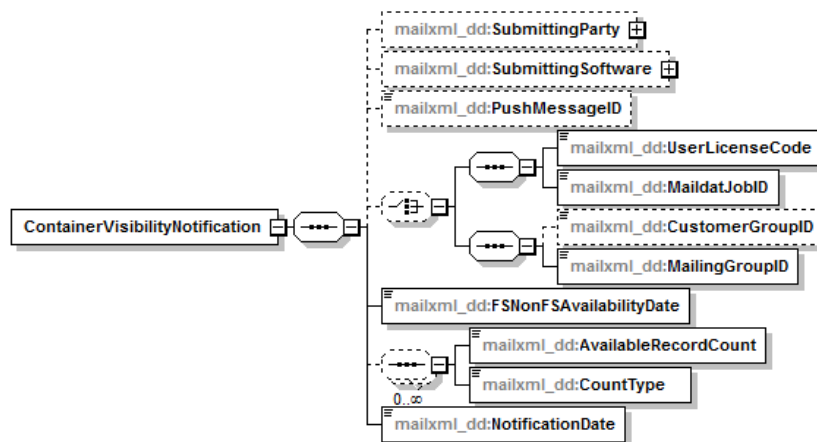 mailxml_dd:SubmittingParty
mailxml_dd:SubmittingSoftware
mailxml_dd:PushMessageID
mailxml_dd:UserLicenseCode
mailxml_dd:MaildatJobID
mailxml_dd:CustomerGroupID
ContainerVisibilityNotification
mailxml_dd:MailingGroupID
mailxml_dd:FSNonFSAvailabilityDate
mailxml_dd:AvailableRecordCount
mailxml_dd:CountType
0..∞
mailxml_dd:NotificationDate